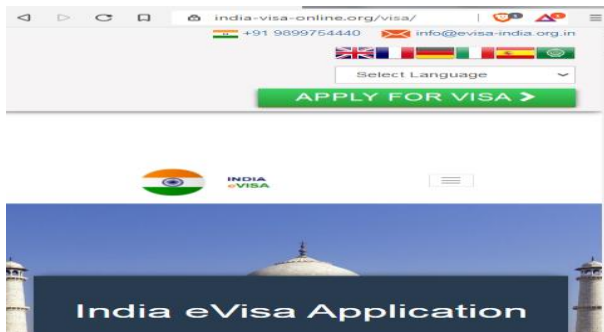 india-visa-online.org/visa/
+91 9899754440 info@evisa-india.org.in
Select Language
APPLY FOR VISA >
INDIA
eVISA
India eVisa Application